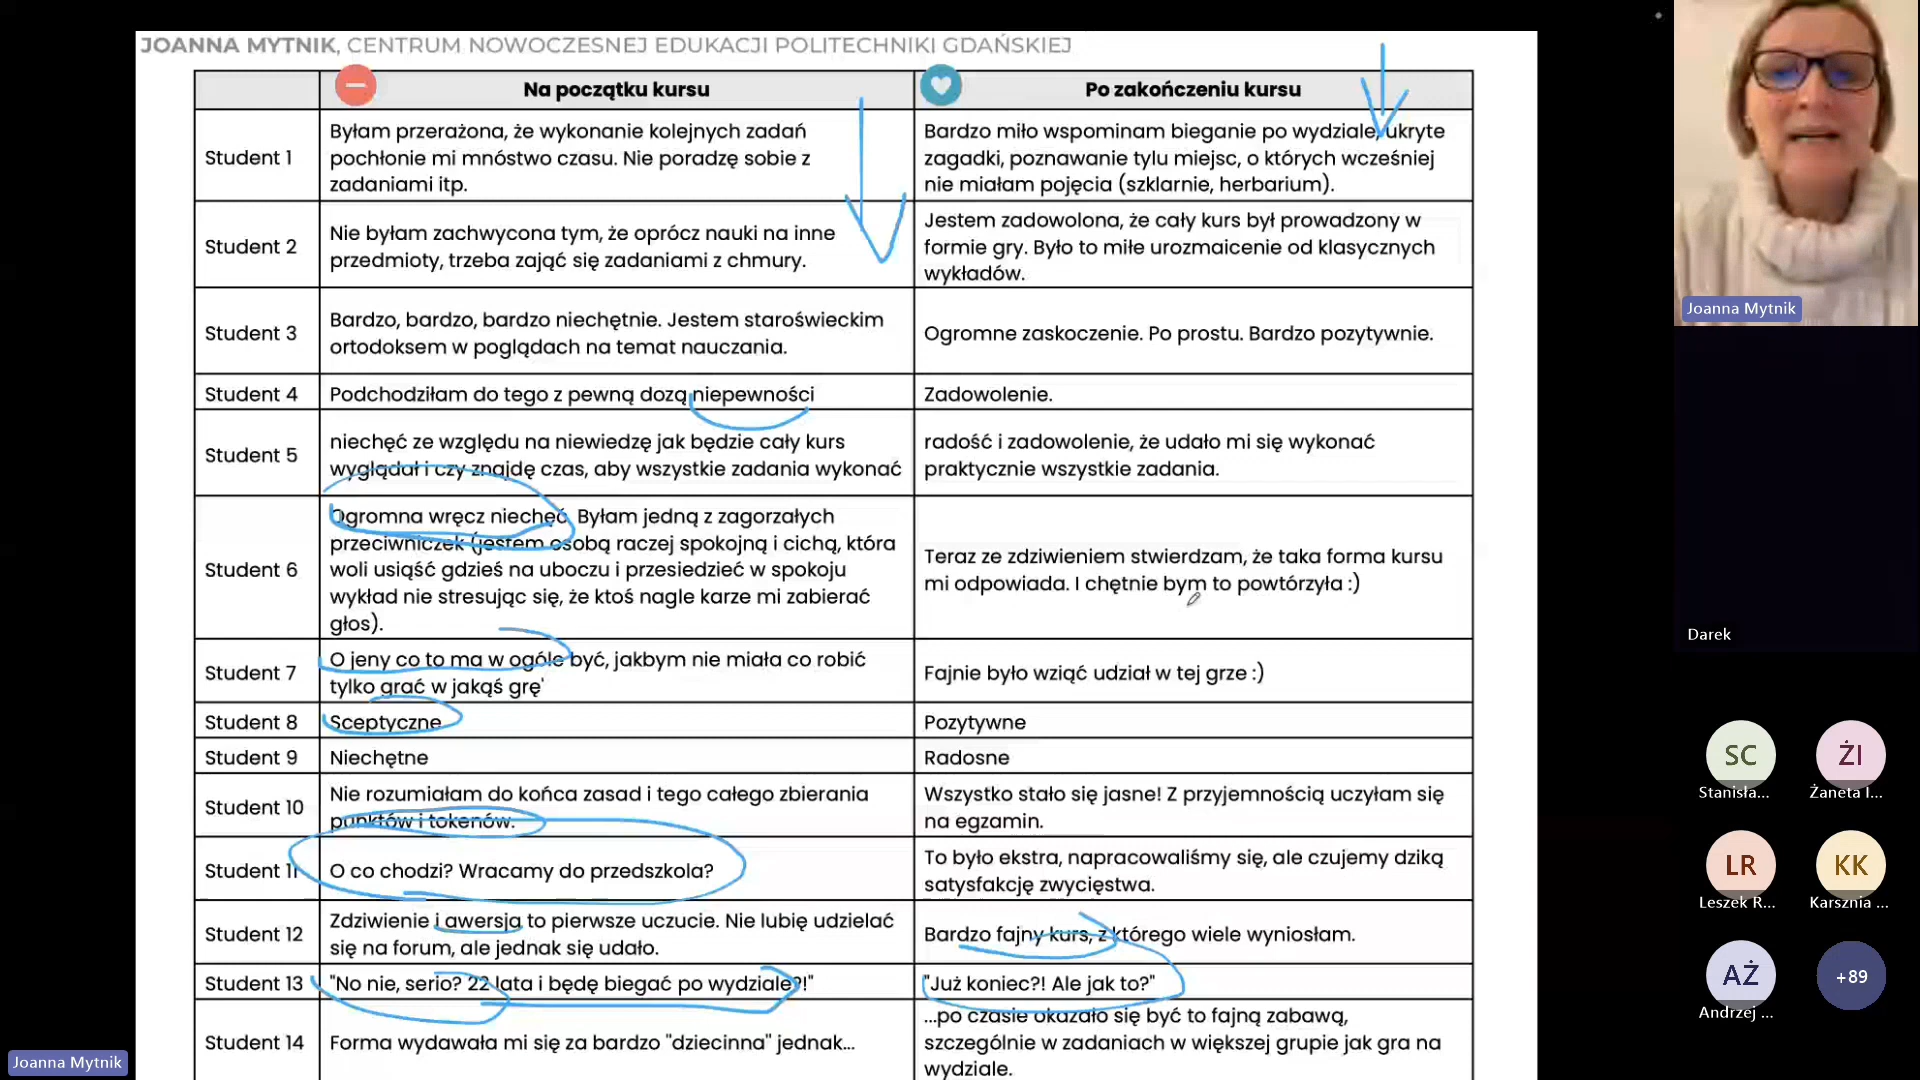 JOANNA MYTNIK, CENTRUM NOWOCZESNEJ EDUKACJI POLITECHNIKI GDAŃSKIEJ
Na początku kursu
Po zakończeniu kursu
Student 1
Byłam przerażona, że wykonanie kolejnych zadań
pochłonie mi mnóstwo czasu. Nie poradzę sobie z
zadaniami itp.
Bardzo miło wspominam bieganie po wydziale, ukryte
zagadki, poznawanie tylu miejsc, o których wcześniej
nie miałam pojęcia (szklarnie, herbarium).
Student 2
Nie byłam zachwycona tym, że oprócz nauki na inne
przedmioty, trzeba zająć się zadaniami z chmury.
Jestem zadowolona, że cały kurs był prowadzony w
formie gry. Było to miłe urozmaicenie od klasycznych
wykładów.
Student 3
Bardzo, bardzo, bardzo niechętnie. Jestem staroświeckim
ortodoksem w poglądach na temat nauczania.
Ogromne zaskoczenie. Po prostu. Bardzo pozytywnie.
Student 4
Podchodziłam do tego z pewną dozą niepewności
Zadowolenie.
Student 5
niechęć ze względu na niewiedzę jak będzie cały kurs
wyglądał i czy znajdę czas, aby wszystkie zadania wykonać
radość i zadowolenie, że udało mi się wykonać
praktycznie wszystkie zadania.
Student 6
Ogromna wręcz niechęć. Byłam jedną z zagorzałych
przeciwniczek (jestem osobą raczej spokojną i cichą, która
woli usiąść gdzieś na uboczu i przesiedzieć w spokoju
wykład nie stresując się, że ktoś nagle karze mi zabierać
głos).
Teraz ze zdziwieniem stwierdzam, że taka forma kursu
mi odpowiada. I chętnie bym to powtórzyła :)
Student 7
O jeny co to ma w ogóle być, jakbym nie miała co robić
tylko grać w jakąś grę'
Fajnie było wziąć udział w tej grze :)
Student 8
Sceptyczne
Pozytywne
Student 9
Niechętne
Radosne
Student 10
Nie rozumiałam do końca zasad i tego całego zbierania
punktów i tokenów.
Wszystko stało się jasne! Z przyjemnością uczyłam się
na egzamin.
Student 11
O co chodzi? Wracamy do przedszkola?
To było ekstra, napracowaliśmy się, ale czujemy dziką
satysfakcję zwycięstwa.
Student 12
Zdziwienie i awersja to pierwsze uczucie. Nie lubię udzielać
się na forum, ale jednak się udało.
Bardzo fajny kurs, z którego wiele wyniosłam.
Student 13
"No nie, serio? 22 lata i będę biegać po wydziale?!"
"Już koniec?! Ale jak to?"
Student 14
Forma wydawała mi się za bardzo "dziecinna" jednak...
...po czasie okazało się być to fajną zabawą,
szczególnie w zadaniach w większej grupie jak gra na
wydziale.
Joanna Mytnik
Joanna Mytnik
Darek
SC
Stanisła...
ŻI
Żaneta I...
LR
Leszek R...
KK
Karsznia ...
AŻ
Andrzej ...
+89